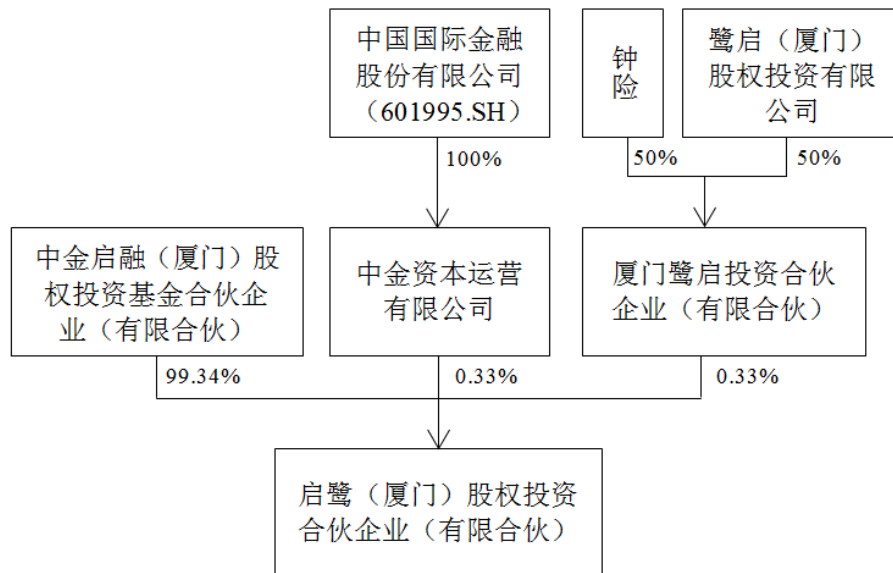 中国国际金融
股份有限公司
（601995.SH）
钟
险
鹭启（厦门）
股权投资有限
公司
100%
50%
50%
中金启融（厦门）股
权投资基金合伙企
业（有限合伙）
中金资本运营
有限公司
厦门鹭启投资合伙
企业（有限合伙）
99.34%
0.33%
0.33%
启鹭（厦门）股权投资
合伙企业（有限合伙）